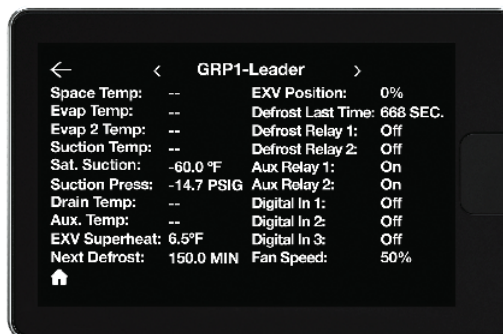 GRP1-Leader
Space Temp: --
Evap Temp: --
Evap 2 Temp: --
Suction Temp: --
Sat. Suction: -60.0 ºF
Suction Press: -14.7 PSIG
Drain Temp: --
Aux. Temp: --
EXV Superheat: 6.5ºF
Next Defrost: 150.0 MIN
EXV Position: 0%
Defrost Last Time: 668 SEC.
Defrost Relay 1: Off
Defrost Relay 2: Off
Aux Relay 1: On
Aux Relay 2: On
Digital In 1: Off
Digital In 2: Off
Digital In 3: Off
Fan Speed: 50%